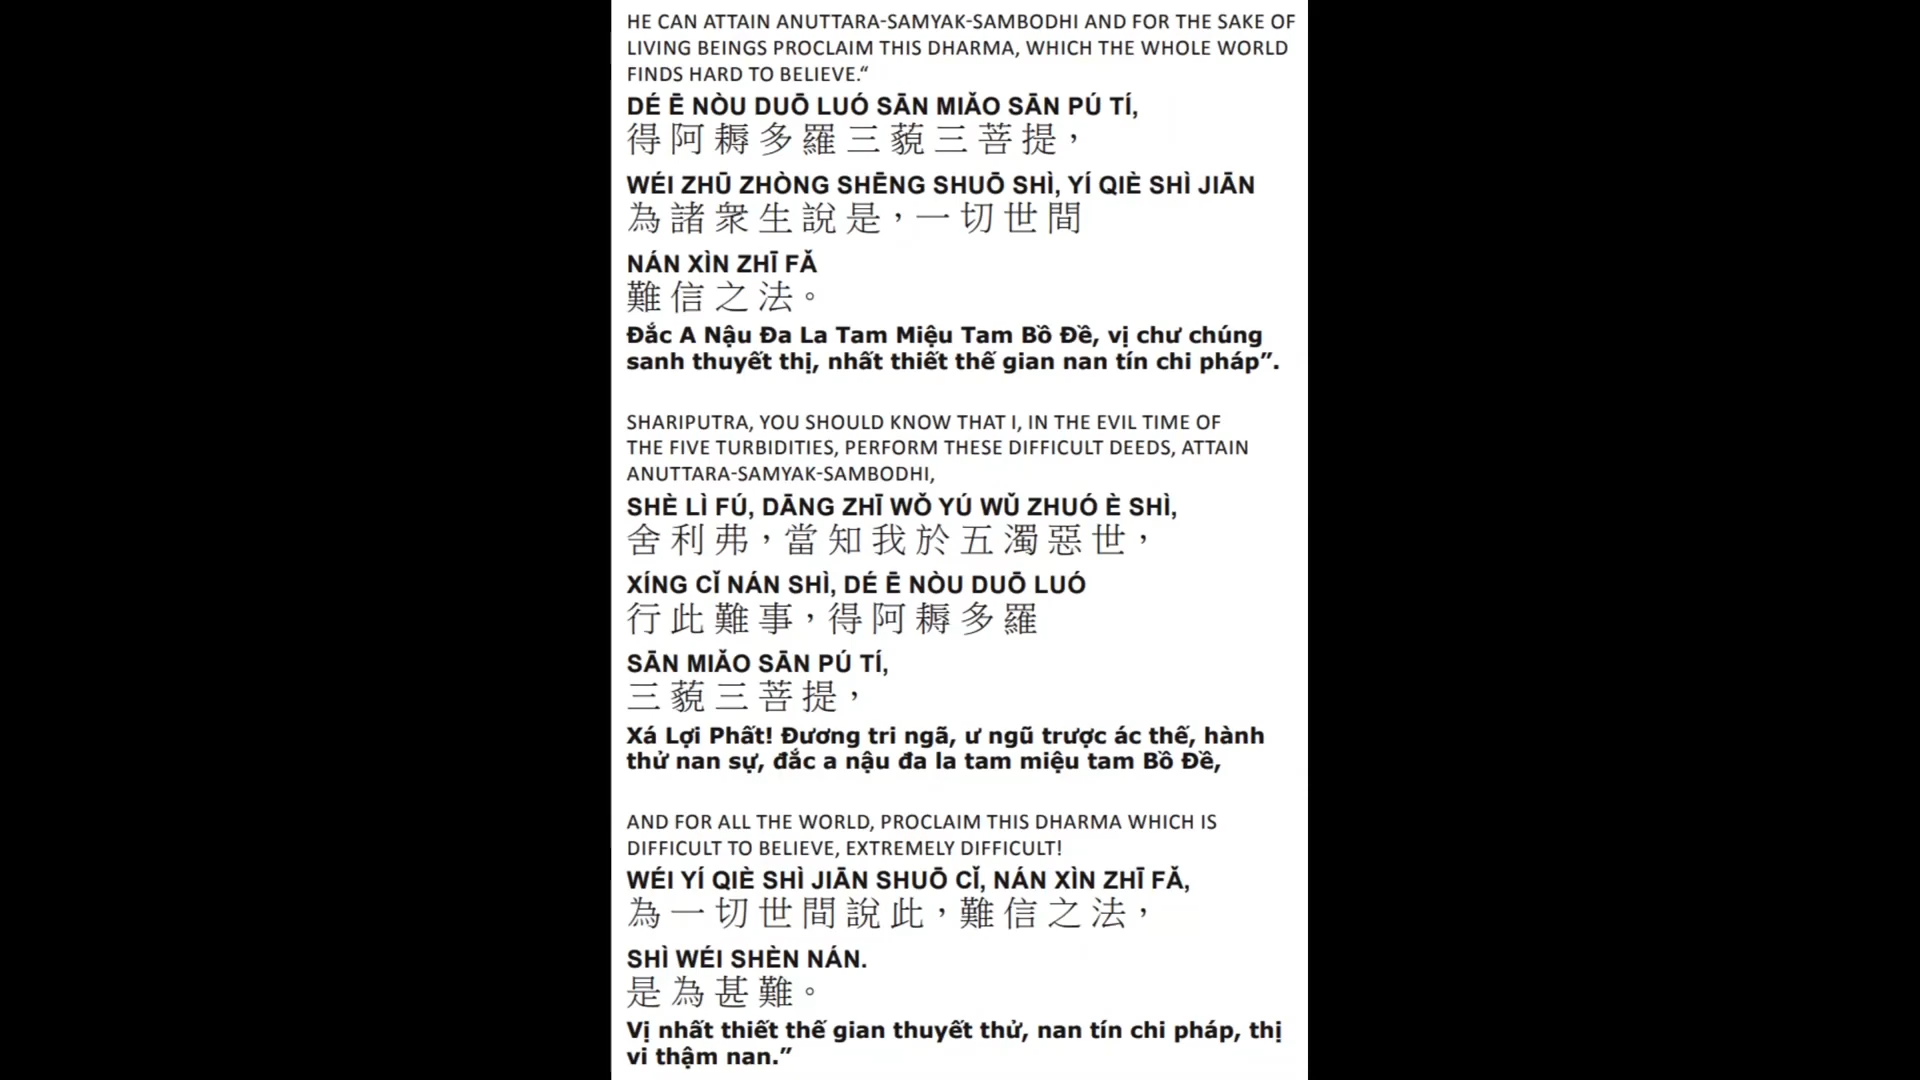 HE CAN ATTAIN ANUTTARA-SAMYAK-SAMBODHI AND FOR THE SAKE OF
LIVING BEINGS PROCLAIM THIS DHARMA, WHICH THE WHOLE WORLD
FINDS HARD TO BELIEVE.“
DÉ Ē NÒU DUŌ LUÓ SĀN MIǍO SĀN PÚ TÍ,
得阿耨多羅三藐三菩提，
WÉI ZHŪ ZHÒNG SHĒNG SHUŌ SHÌ, YÍ QIÈ SHÌ JIĀN
為諸衆生說是，一切世間
NÁN XÌN ZHĪ FǍ
難信之法。
Đắc A Nậu Đa La Tam Miệu Tam Bồ Đề, vị chư chúng
sanh thuyết thị, nhất thiết thế gian nan tín chi pháp”.
SHARIPUTRA, YOU SHOULD KNOW THAT I, IN THE EVIL TIME OF
THE FIVE TURBIDITIES, PERFORM THESE DIFFICULT DEEDS, ATTAIN
ANUTTARA-SAMYAK-SAMBODHI,
SHÈ LÌ FÚ, DĀNG ZHĪ WǑ YÚ WǓ ZHUÓ È SHÌ,
舍利弗，當知我於五濁惡世，
XÍNG CǏ NÁN SHÌ, DÉ Ē NÒU DUŌ LUÓ
行此難事，得阿耨多羅
SĀN MIǍO SĀN PÚ TÍ,
三藐三菩提，
Xá Lợi Phất! Đương tri ngã, ư ngũ trược ác thế, hành
thử nan sự, đắc a nậu đa la tam miệu tam Bồ Đề,
AND FOR ALL THE WORLD, PROCLAIM THIS DHARMA WHICH IS
DIFFICULT TO BELIEVE, EXTREMELY DIFFICULT!
WÉI YÍ QIÈ SHÌ JIĀN SHUŌ CǏ, NÁN XÌN ZHĪ FǍ,
為一切世間說此，難信之法，
SHÌ WÉI SHÈN NÁN.
是為甚難。
Vị nhất thiết thế gian thuyết thử, nan tín chi pháp, thị
vi thậm nan.”